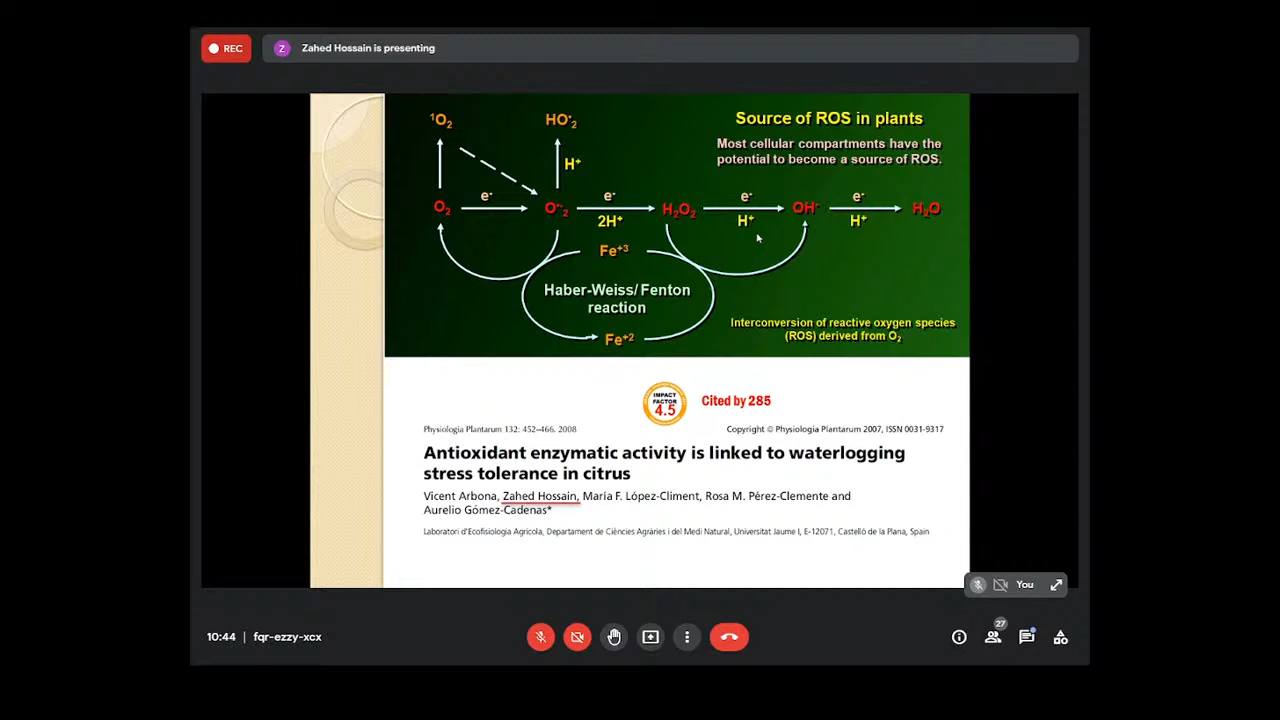 REC
Z
Zahed Hossain is presenting
¹O₂
HO•₂
Source of ROS in plants
H⁺
Most cellular compartments have the
potential to become a source of ROS.
e-
e-
e-
e-
O₂
O•-₂
H₂O₂
OH•
H₂O
2H⁺
H⁺
H⁺
Fe⁺³
Haber-Weiss/ Fenton
reaction
Interconversion of reactive oxygen species
(ROS) derived from O₂
Fe⁺²
IMPACT
FACTOR
4.5
Cited by 285
Physiologia Plantarum 132: 452–466. 2008
Copyright © Physiologia Plantarum 2007, ISSN 0031-9317
Antioxidant enzymatic activity is linked to waterlogging
stress tolerance in citrus
Vicent Arbona, Zahed Hossain, María F. López-Climent, Rosa M. Pérez-Clemente and
Aurelio Gómez-Cadenas*
Laboratori d'Ecofisiologia Agrícola, Departament de Ciències Agràries i del Medi Natural, Universitat Jaume I, E-12071, Castelló de la Plana, Spain
You
10:44 | fqr-ezzy-xcx
27